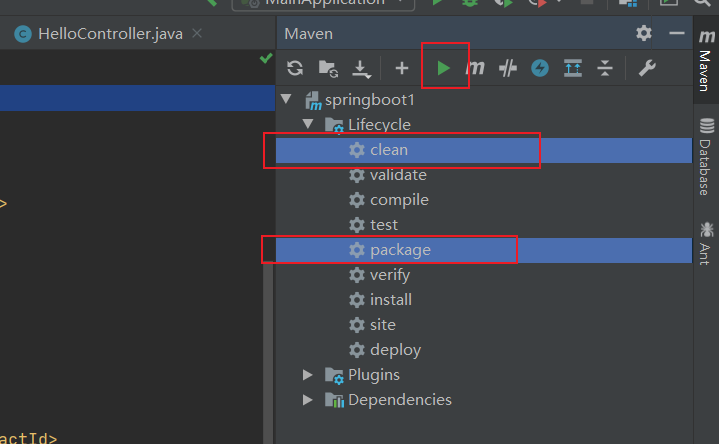 MainApplication
HelloController.java
Maven
springboot1
Lifecycle
clean
validate
compile
test
package
verify
install
site
deploy
Plugins
Dependencies
>
actId>
m
Maven
Database
Ant